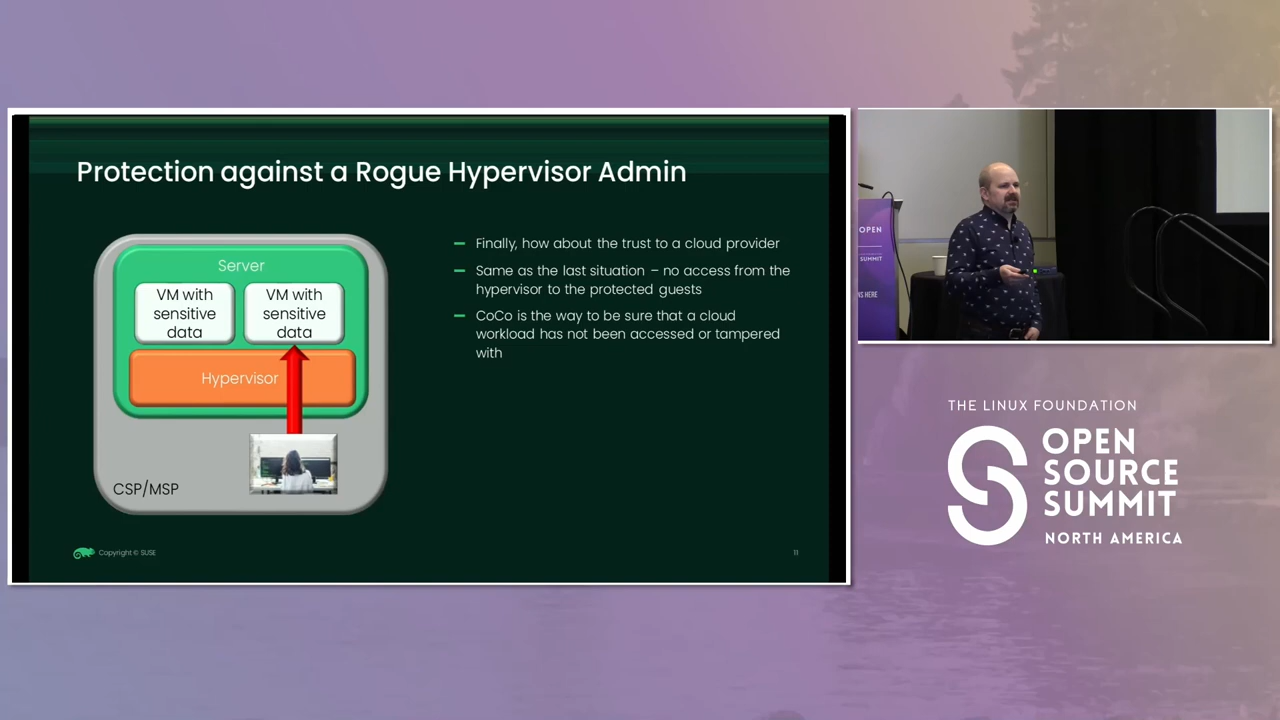 Protection against a Rogue Hypervisor Admin
Server
VM with
sensitive
data
VM with
sensitive
data
Hypervisor
CSP/MSP
– Finally, how about the trust to a cloud provider
– Same as the last situation – no access from the
hypervisor to the protected guests
– CoCo is the way to be sure that a cloud
workload has not been accessed or tampered
with
Copyright © SUSE
11
OPEN
SUMMIT
NS HERE
THE LINUX FOUNDATION
OPEN
SOURCE
SUMMIT
NORTH AMERICA